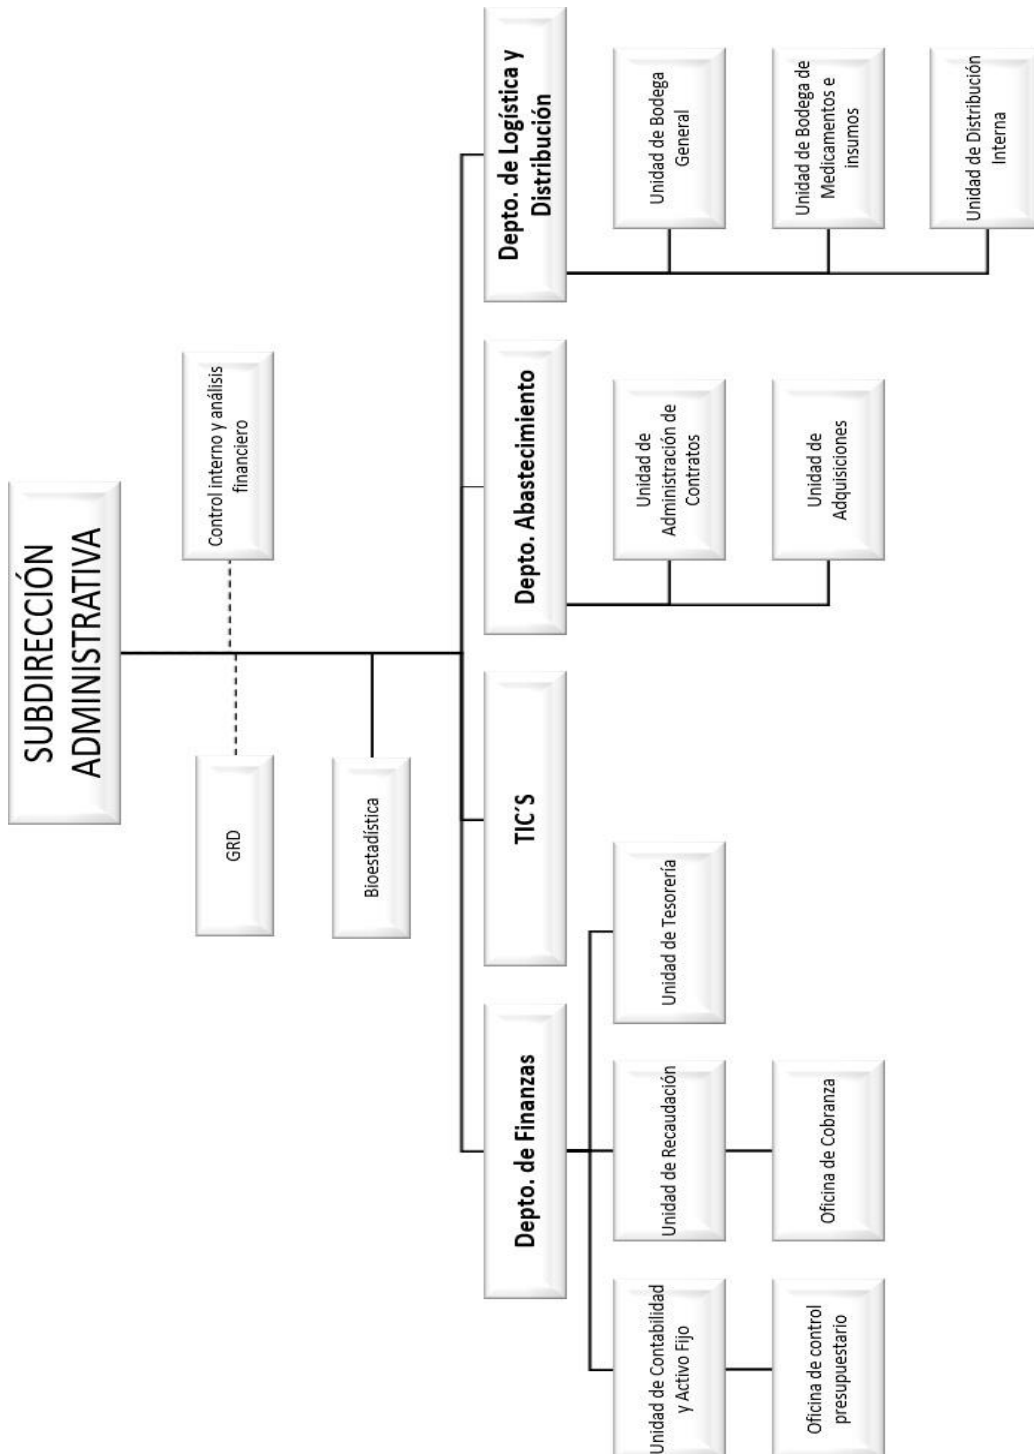 SUBDIRECCIÓN
ADMINISTRATIVA
GRD
Control interno y análisis
financiero
Bioestadística
Depto. de Finanzas
TIC´S
Depto. Abastecimiento
Depto. de Logística y
Distribución
Unidad de Contabilidad
y Activo Fijo
Unidad de Recaudación
Unidad de Tesorería
Unidad de
Administración de
Contratos
Unidad de Bodega
General
Oficina de control
presupuestario
Oficina de Cobranza
Unidad de
Adquisiciones
Unidad de Bodega de
Medicamentos e
insumos
Unidad de Distribución
Interna